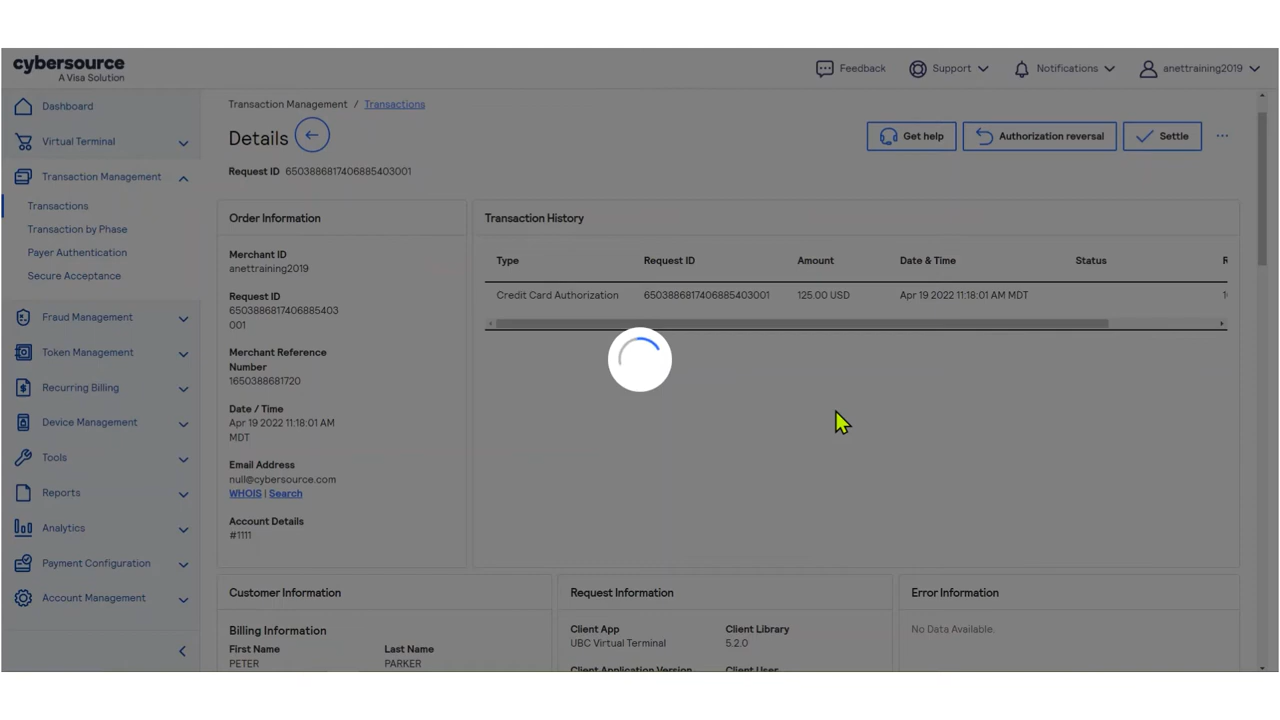 cybersource
A Visa Solution
Feedback
Support
Notifications
anettraining2019
Dashboard
Virtual Terminal
Transaction Management
Transactions
Transaction by Phase
Payer Authentication
Secure Acceptance
Fraud Management
Token Management
Recurring Billing
Device Management
Tools
Reports
Analytics
Payment Configuration
Account Management
Transaction Management / Transactions
Details
Get help
Authorization reversal
Settle
Request ID 6503886817406885403001
Order Information
Merchant ID
anettraining2019
Request ID
6503886817406885403
001
Merchant Reference
Number
1650388681720
Date / Time
Apr 19 2022 11:18:01 AM
MDT
Email Address
null@cybersource.com
WHOIS | Search
Account Details
#1111
Transaction History
Type Request ID Amount Date & Time Status
Credit Card Authorization 6503886817406885403001 125.00 USD Apr 19 2022 11:18:01 AM MDT
Customer Information
Billing Information
First Name Last Name
PETER PARKER
Request Information
Client App Client Library
UBC Virtual Terminal 5.2.0
Client Application Version Client User
Error Information
No Data Available.